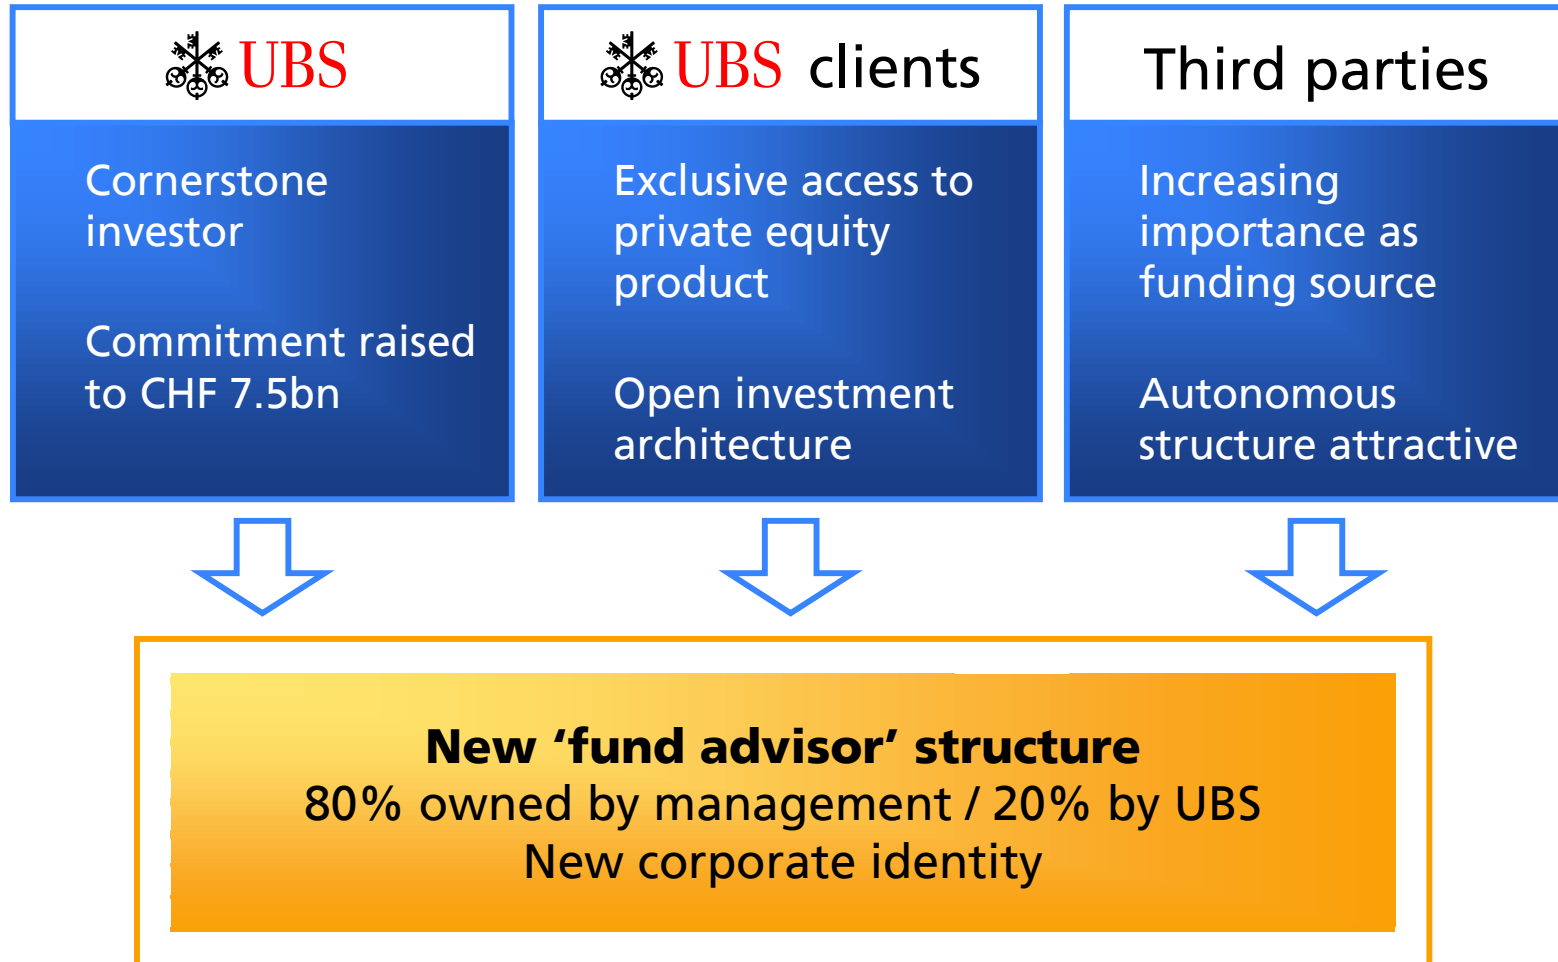 UBS
Cornerstone
investor
Commitment raised
to CHF 7.5bn
UBS clients
Exclusive access to
private equity
product
Open investment
architecture
Third parties
Increasing
importance as
funding source
Autonomous
structure attractive
New ‘fund advisor’ structure
80% owned by management / 20% by UBS
New corporate identity